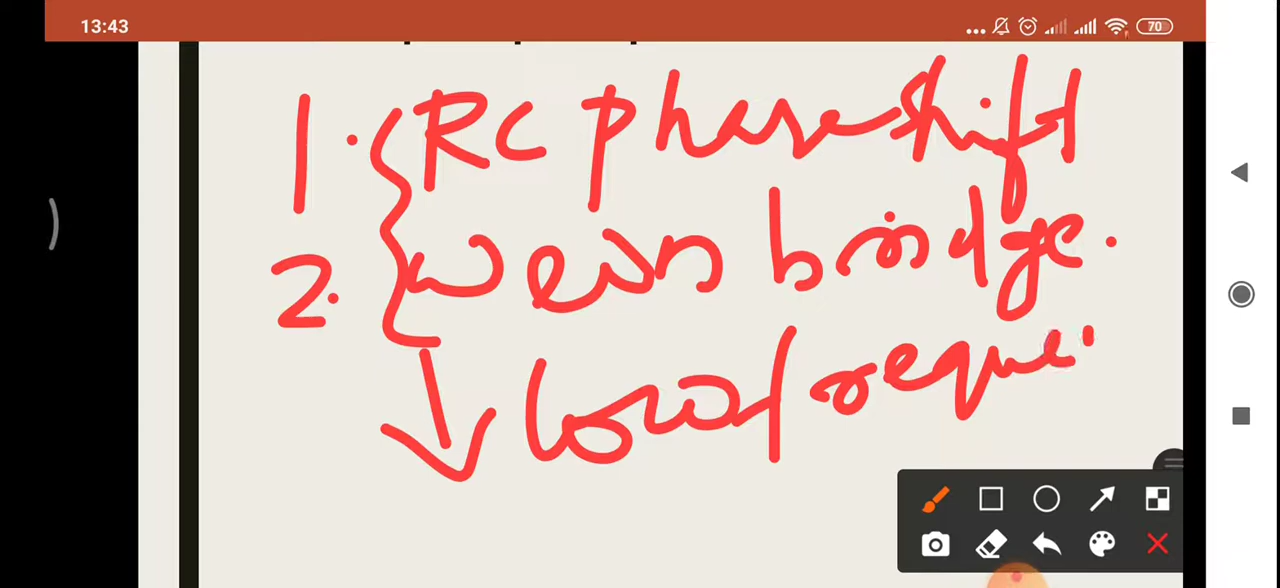 13:43
70
1. RC phase shift
2. wein bridge.
low freque